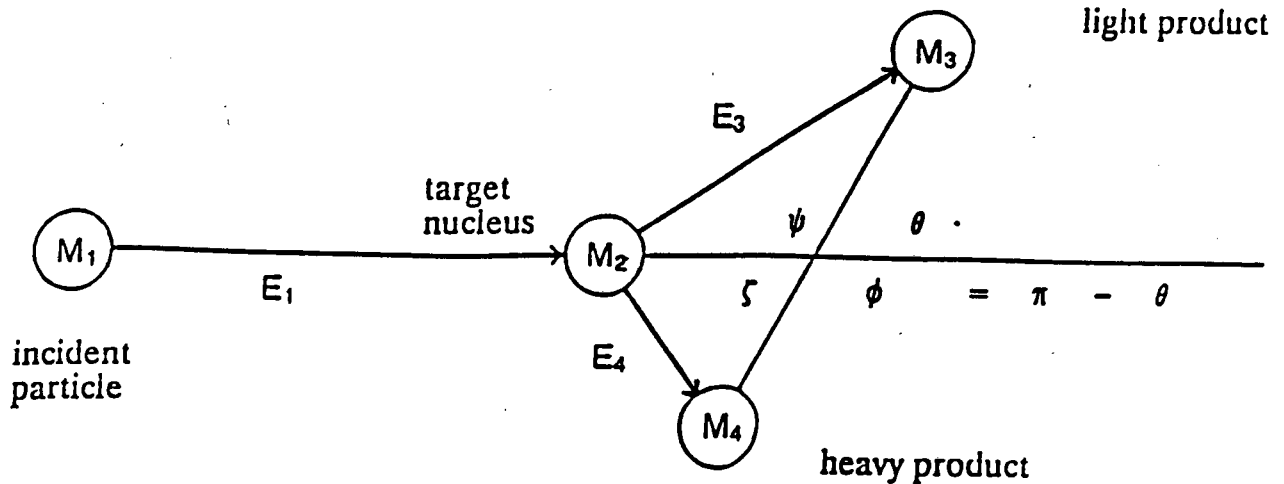 light product
M₃
E₃
target
nucleus
M₁
M₂
ψ θ
E₁
ζ ϕ = π - θ
incident
particle
E₄
M₄
heavy product